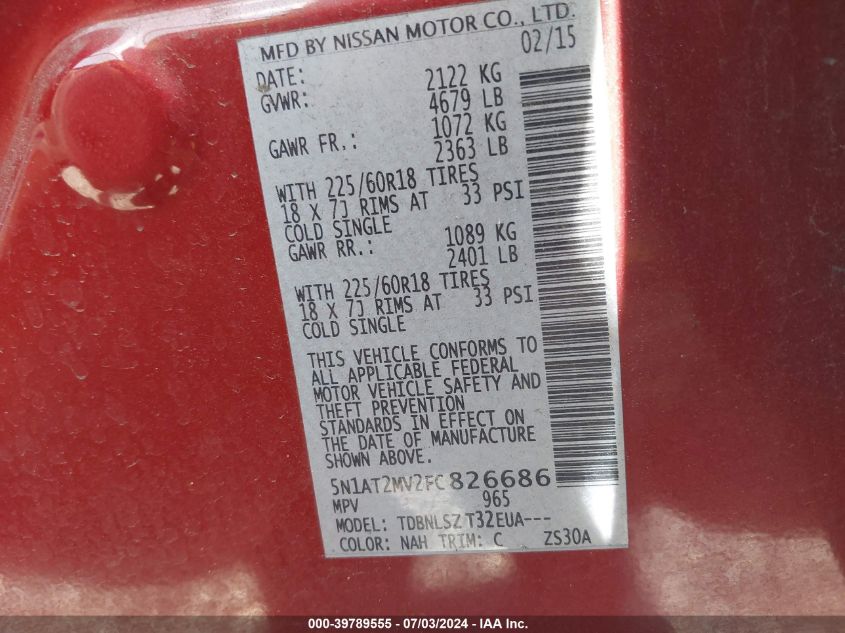 MFD BY NISSAN MOTOR CO., LTD.
DATE: 02/15
GVWR: 2122 KG
4679 LB
GAWR FR.: 1072 KG
2363 LB
WITH 225/60R18 TIRES
18 X 7J RIMS AT 33 PSI
COLD SINGLE
GAWR RR.: 1089 KG
2401 LB
WITH 225/60R18 TIRES
18 X 7J RIMS AT 33 PSI
COLD SINGLE
THIS VEHICLE CONFORMS TO
ALL APPLICABLE FEDERAL
MOTOR VEHICLE SAFETY AND
THEFT PREVENTION
STANDARDS IN EFFECT ON
THE DATE OF MANUFACTURE
SHOWN ABOVE.
5N1AT2MV2FC826686
MPV 965
MODEL: TDBNLSZ T32EUA---
COLOR: NAH TRIM: C ZS30A
000-39789555 - 07/03/2024 - IAA Inc.